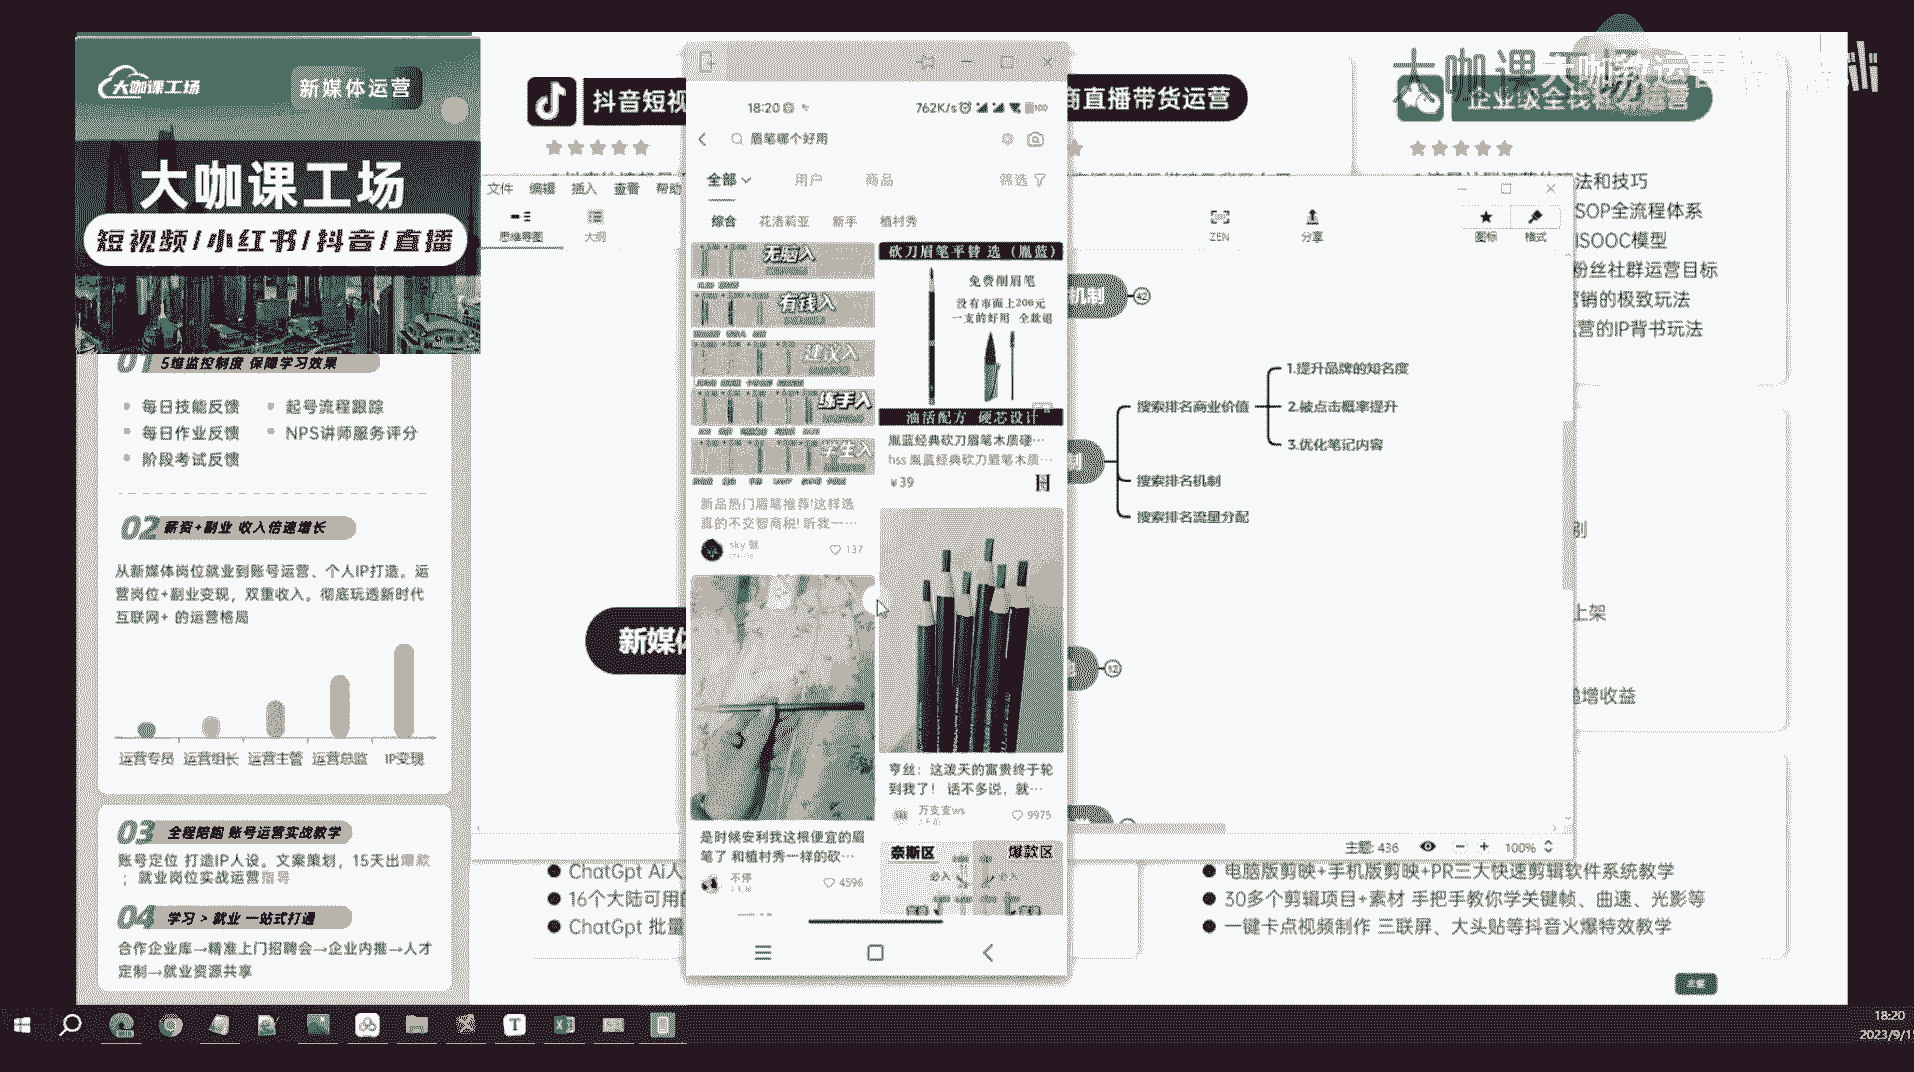 大咖课工场
新媒体运营
大咖课工场
短视频/小红书/抖音/直播
01 5维监控制度 保障学习效果
每日技能反馈
起号流程跟踪
每日作业反馈
NPS讲师服务评分
阶段考试反馈
02 薪资+副业 收入倍速增长
从新媒体岗位就业到账号运营、个人IP打造。运
营岗位+副业变现,双重收入。彻底玩透新时代
互联网+ 的运营格局
运营专员 运营组长 运营主管 运营总监 IP变现
03 全程陪跑 账号运营实战教学
账号定位 打造IP人设。文案策划,15天出爆款
;就业岗位实战运营指导
04 学习 > 就业 一站式打通
合作企业库→精准上门招聘会→企业内推→人才
定制→就业资源共享
抖音短视
商直播带货运营
企业级全栈
法和技巧
SOP全流程体系
ISOOC模型
粉丝社群运营目标
营销的极致玩法
营的IP背书玩法
文件 编辑 插入 查看 帮助
思维导图
大纲
ZEN
分享
图标
格式
机制
42
1.提升品牌的知名度
搜索排名商业价值
2.被点击概率提升
3.优化笔记内容
制
搜索排名机制
搜索排名流量分配
新媒体
12
主题: 436
100%
18:20
762K/s
100
眉笔哪个好用
全部
用户
商品
筛选
综合
花洛莉亚
新手
植村秀
无脑入
有钱入
建议入
练手入
学生入
新品热门眉笔推荐!这样选
真的不交智商税! 听我一…
sky
137
砍刀眉笔平替 选(胤蓝)
免费削眉笔
没有市面上200元
一支的好用 全款退
油活配方 硬芯设计
胤蓝经典砍刀眉笔木质硬…
hss 胤蓝经典砍刀眉笔木质…
¥39
是时候安利我这根便宜的眉
笔了 和植村秀一样的砍…
不停
4596
亨丝:这泼天的富贵终于轮
到我了! 话不多说,就…
万支支ws
9975
奈斯区
爆款区
必入
上架
增收益
ChatGpt Ai人
16个大陆可用的
ChatGpt 批量
电脑版剪映+手机版剪映+PR三大快速剪辑软件系统教学
30多个剪辑项目+素材 手把手教你学关键帧、曲速、光影等
一键卡点视频制作 三联屏、大头贴等抖音火爆特效教学
18:20
2023/9/1